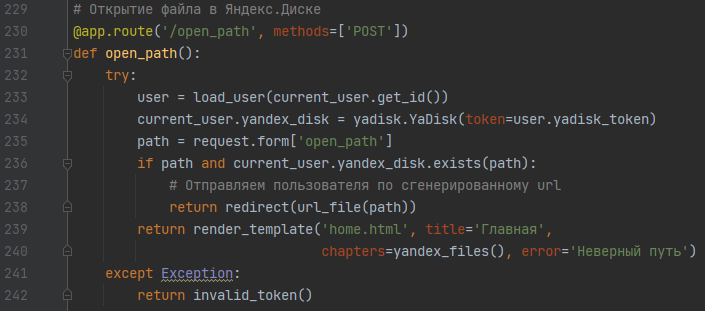 229 # Открытие файла в Яндекс.Диске
230 @app.route('/open_path', methods=['POST'])
231 def open_path():
232     try:
233         user = load_user(current_user.get_id())
234         current_user.yandex_disk = yadisk.YaDisk(token=user.yadisk_token)
235         path = request.form['open_path']
236         if path and current_user.yandex_disk.exists(path):
237             # Отправляем пользователя по сгенерированному url
238             return redirect(url_file(path))
239         return render_template('home.html', title='Главная',
240                                chapters=yandex_files(), error='Неверный путь')
241     except Exception:
242         return invalid_token()